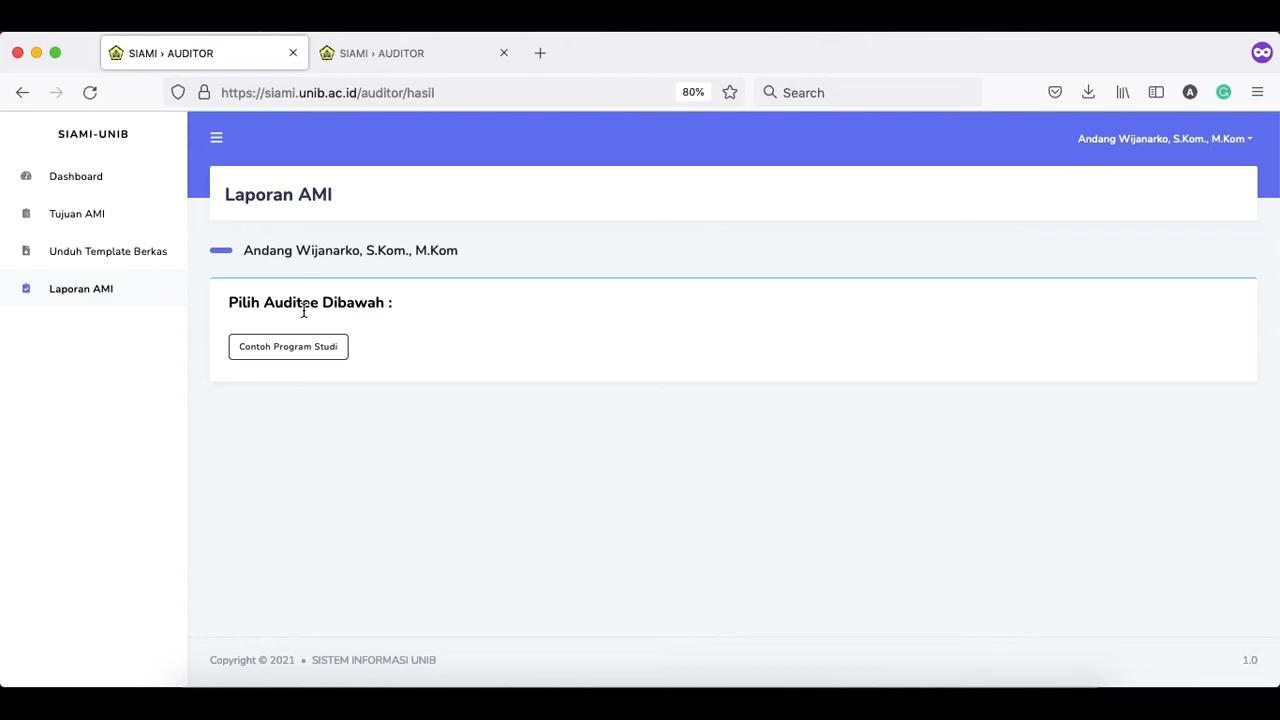 SIAMI › AUDITOR
SIAMI › AUDITOR
https://siami.unib.ac.id/auditor/hasil
80%
Search
A
SIAMI-UNIB
Andang Wijanarko, S.Kom., M.Kom
Dashboard
Tujuan AMI
Unduh Template Berkas
Laporan AMI
Laporan AMI
Andang Wijanarko, S.Kom., M.Kom
Pilih Auditee Dibawah :
Contoh Program Studi
Copyright © 2021 • SISTEM INFORMASI UNIB
1.0